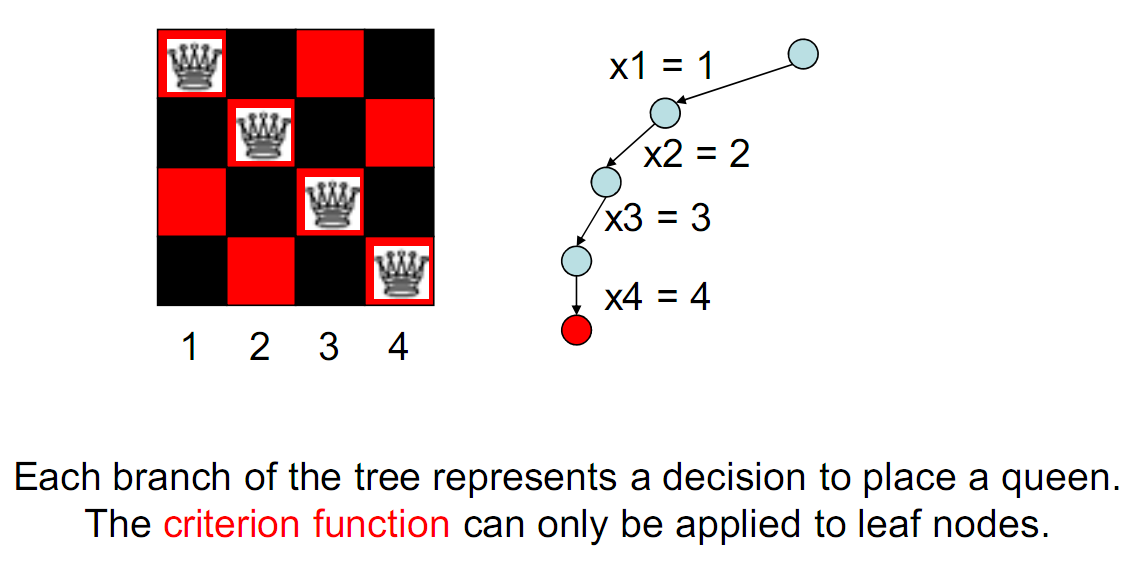 x1 = 1
x2 = 2
x3 = 3
x4 = 4
1 2 3 4
Each branch of the tree represents a decision to place a queen.
The criterion function can only be applied to leaf nodes.